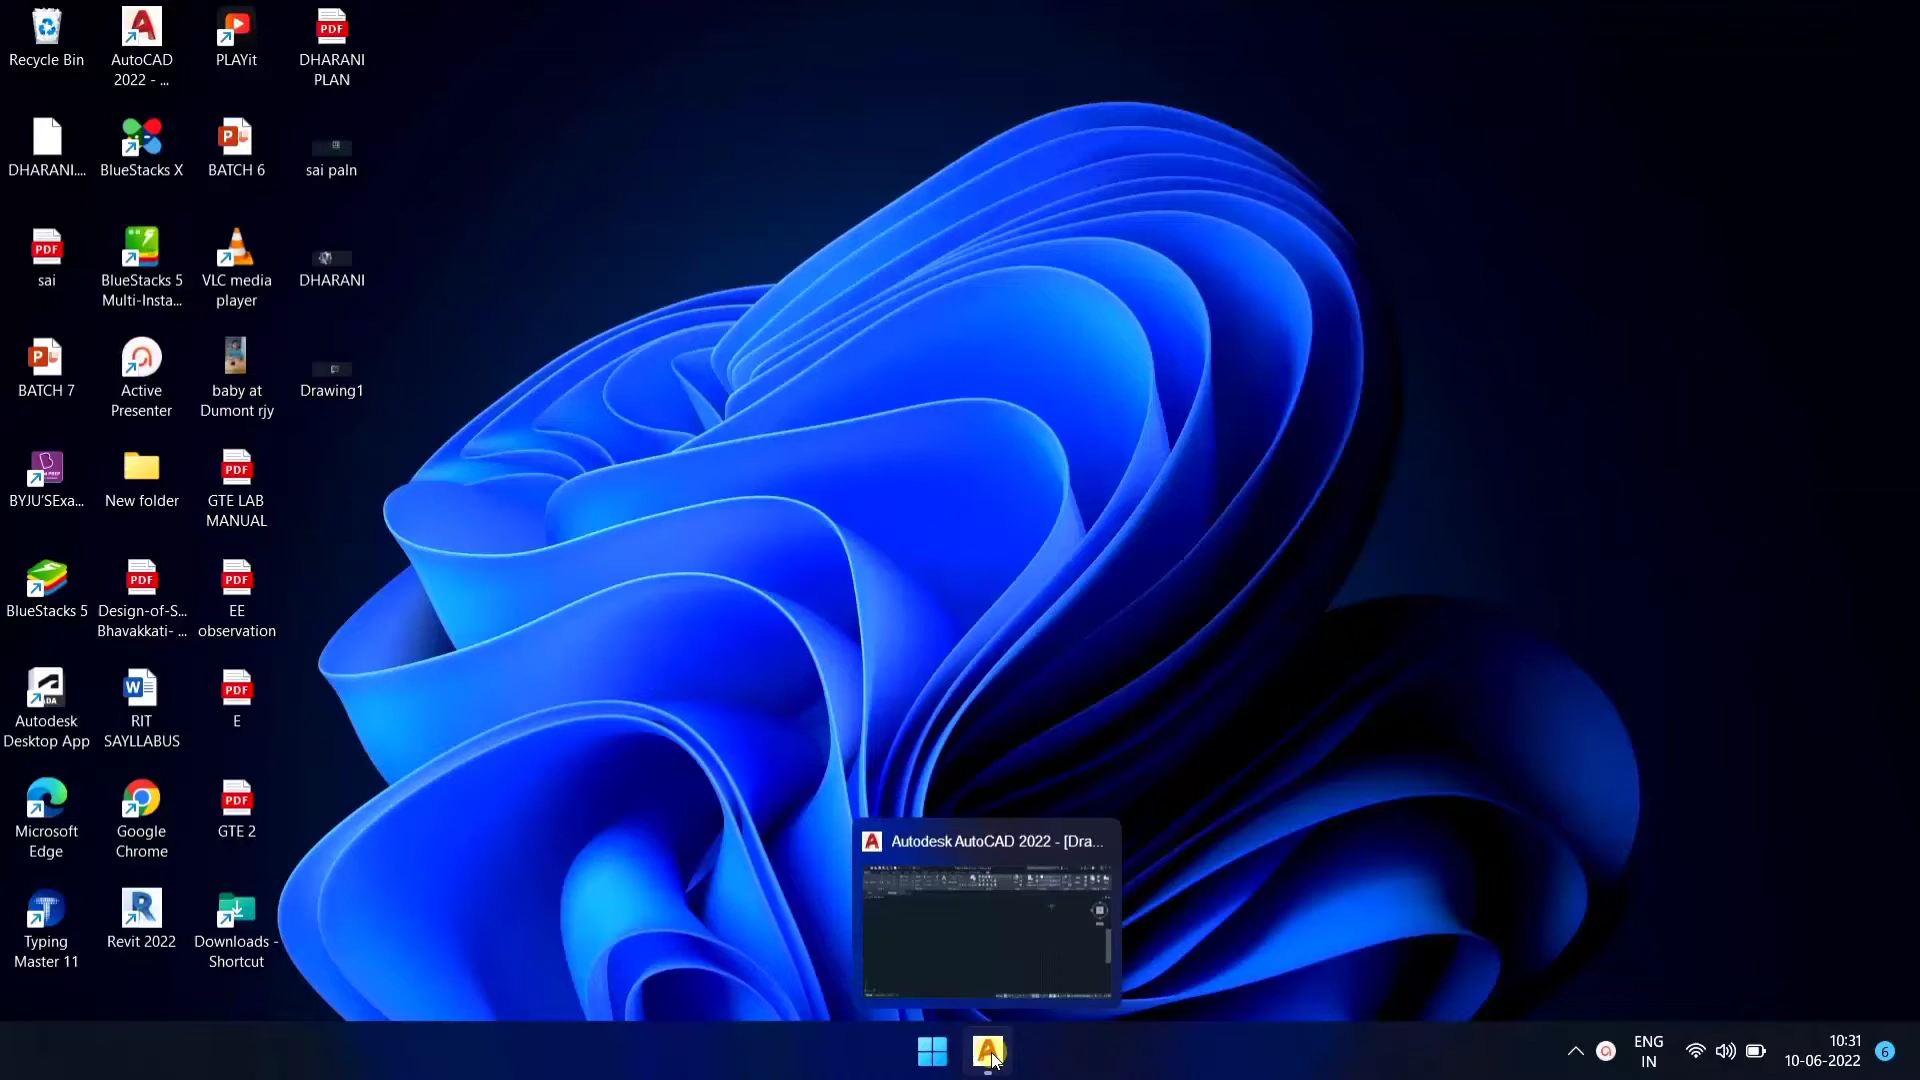 Recycle Bin
AutoCAD
2022 - ...
PLAYit
DHARANI
PLAN
DHARANI....
BlueStacks X
BATCH 6
sai paln
sai
BlueStacks 5
Multi-Insta...
VLC media
player
DHARANI
BATCH 7
Active
Presenter
baby at
Dumont rjy
Drawing1
BYJU'SExa...
New folder
GTE LAB
MANUAL
BlueStacks 5
Design-of-S...
Bhavakkati- ...
EE
observation
Autodesk
Desktop App
RIT
SAYLLABUS
E
Microsoft
Edge
Google
Chrome
GTE 2
Typing
Master 11
Revit 2022
Downloads -
Shortcut
Autodesk AutoCAD 2022 - [Dra...
ENG
IN
10:31
10-06-2022
6